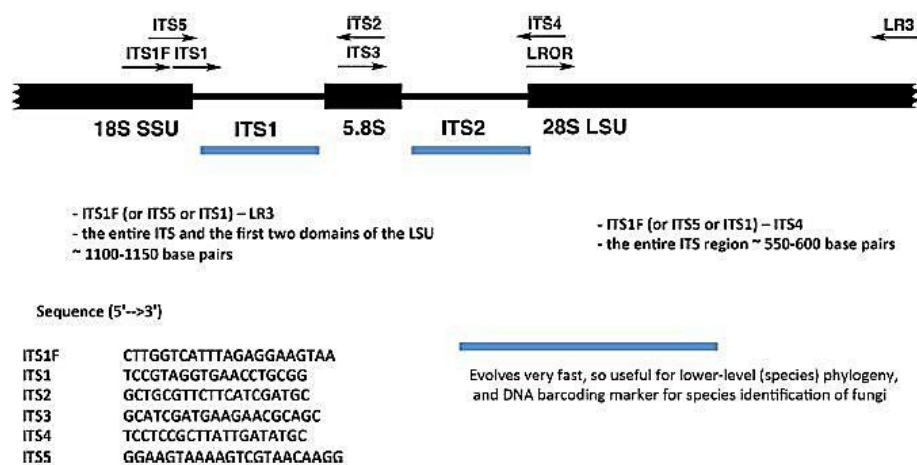 ITS5 ITS2 ITS4 LR3
ITS1F ITS1 ITS3 LROR
18S SSU ITS1 5.8S ITS2 28S LSU
- ITS1F (or ITS5 or ITS1) – LR3
- the entire ITS and the first two domains of the LSU
~ 1100-1150 base pairs
- ITS1F (or ITS5 or ITS1) – ITS4
- the entire ITS region ~ 550-600 base pairs
Sequence (5'-->3')
ITS1F CTTGGTCATTTAGAGGAAGTAA
ITS1 TCCGTAGGTGAACCTGCGG
ITS2 GCTGCGTTCTTCATCGATGC
ITS3 GCATCGATGAAGAACGCAGC
ITS4 TCCTCCGCTTATTGATATGC
ITS5 GGAAGTAAAAGTCGTAACAAGG
Evolves very fast, so useful for lower-level (species) phylogeny,
and DNA barcoding marker for species identification of fungi